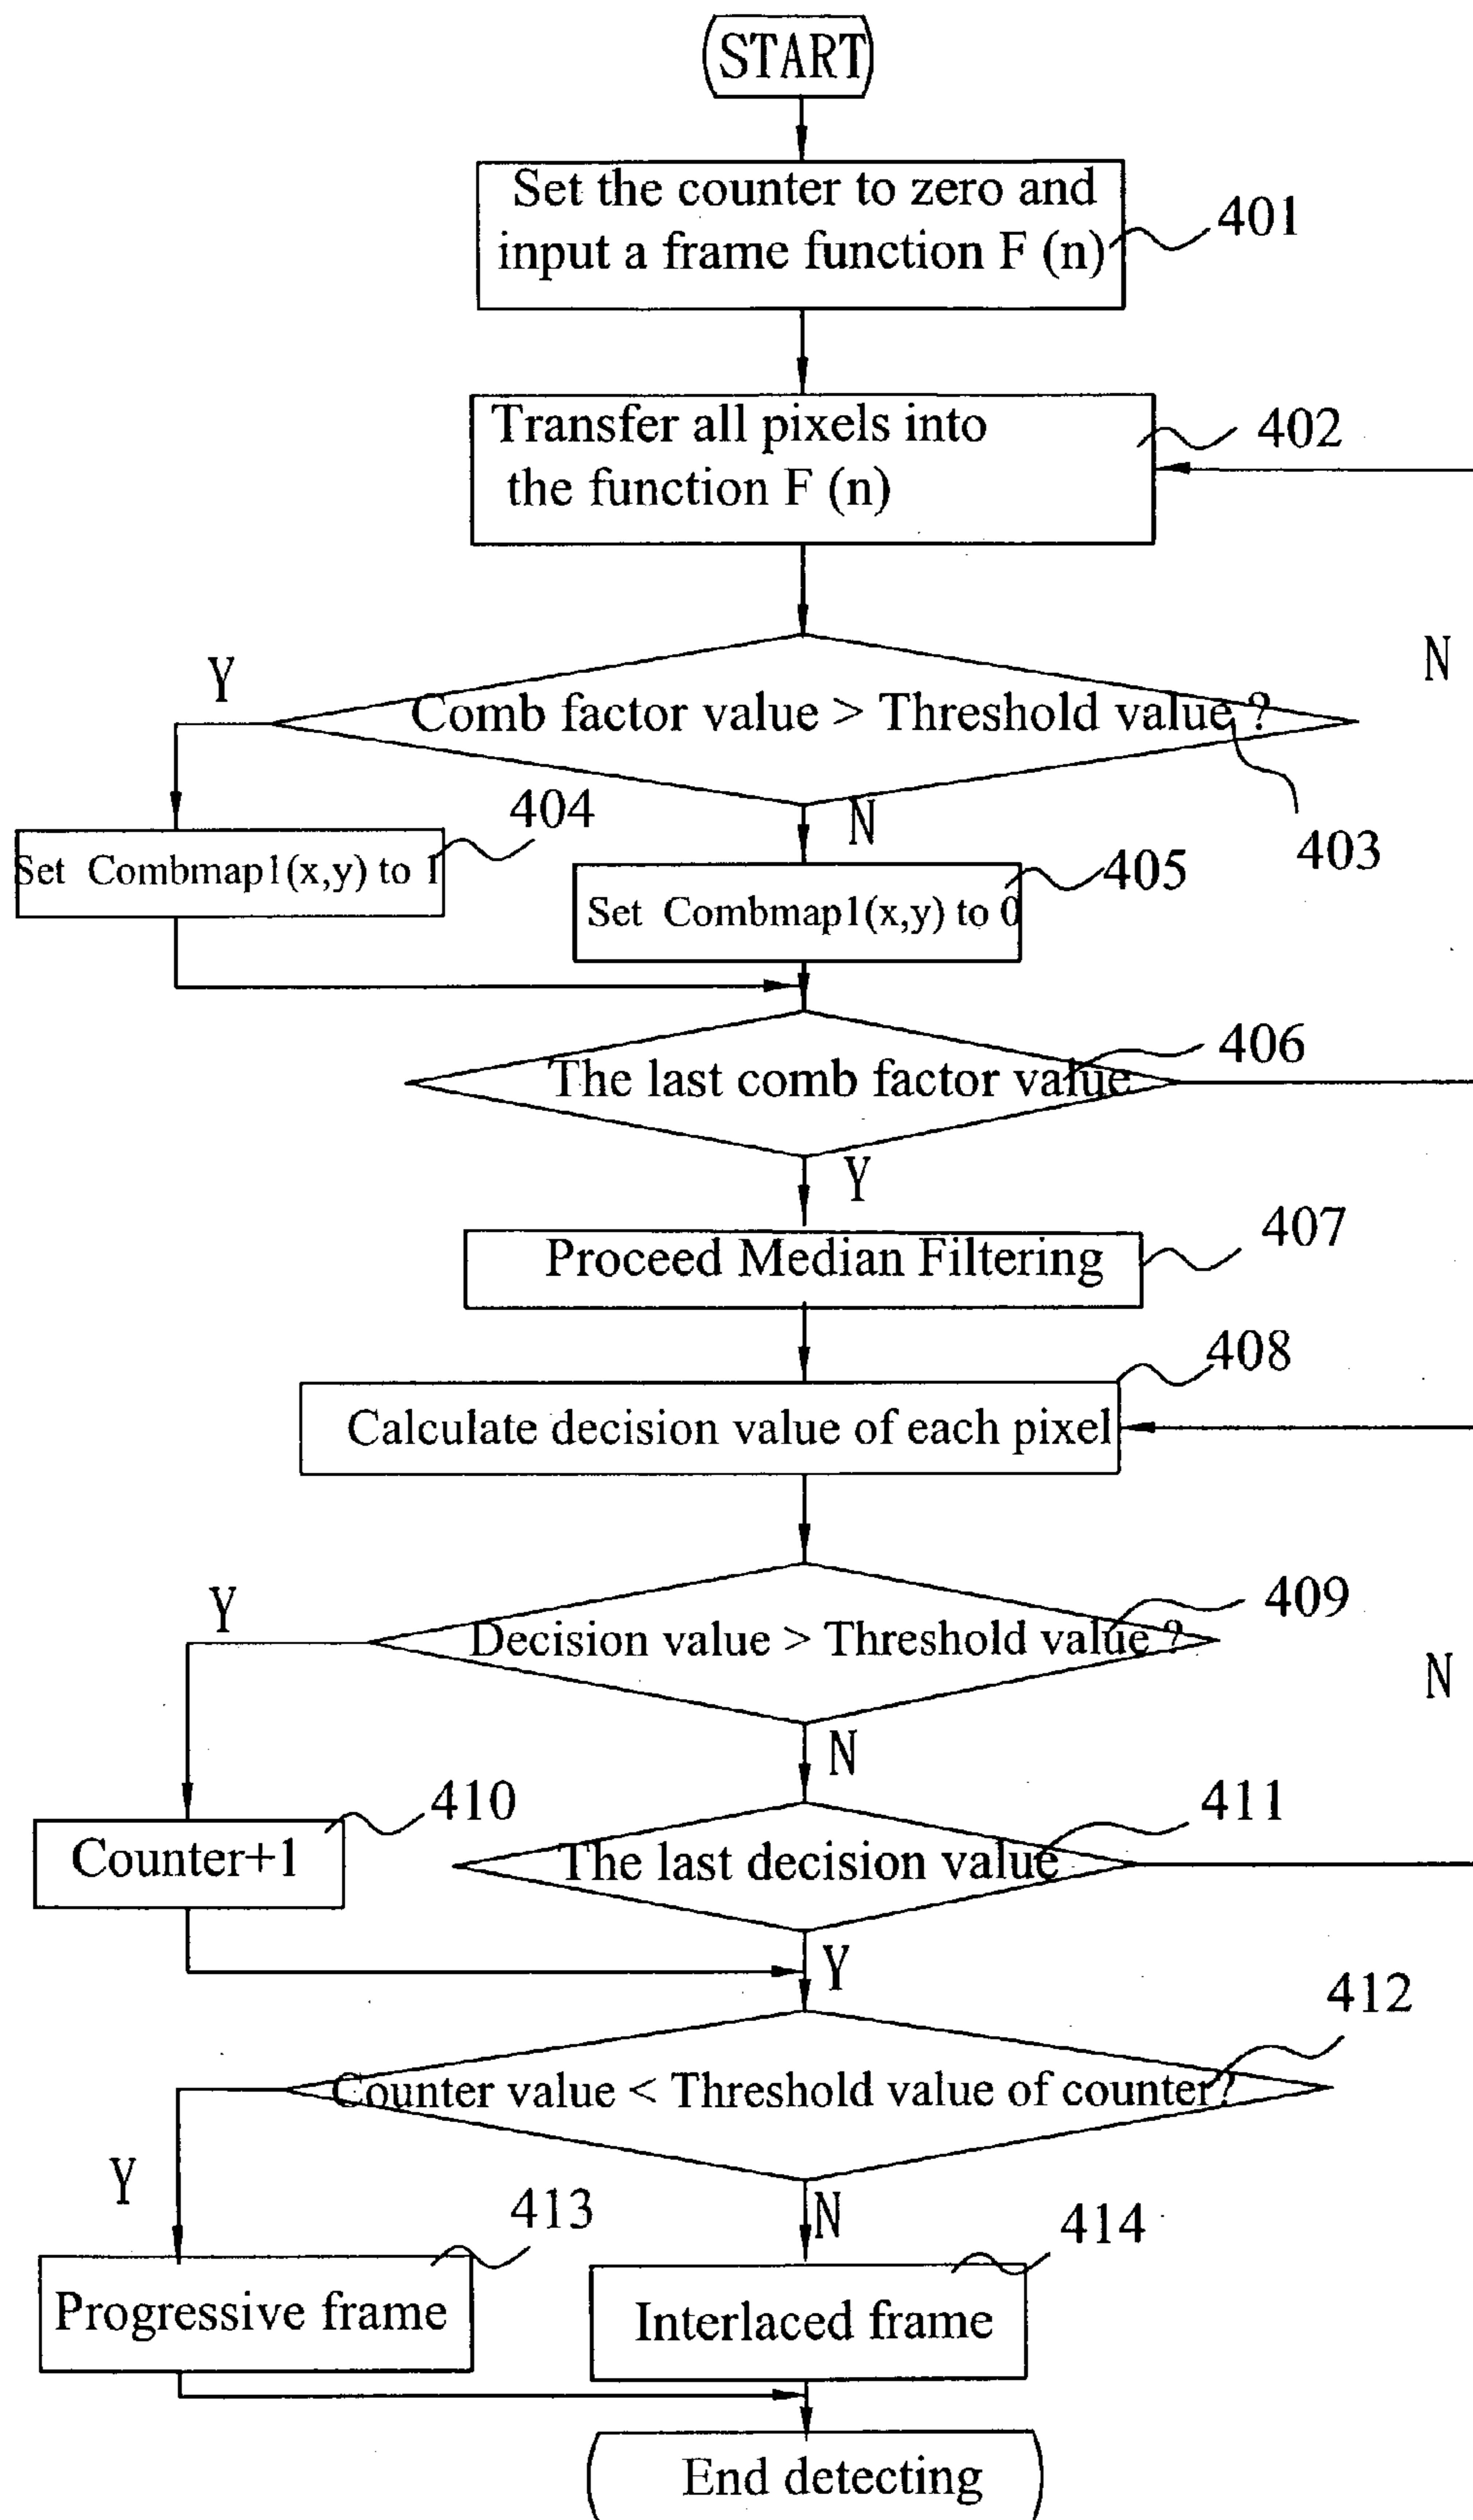 START
Set the counter to zero and
input a frame function F (n)
401
Transfer all pixels into
the function F (n)
402
N
Y
Comb factor value > Threshold value ?
403
N
404
Set Combmap1(x,y) to 1
405
Set Combmap1(x,y) to 0
406
The last comb factor value
Y
407
Proceed Median Filtering
408
Calculate decision value of each pixel
Y
409
Decision value > Threshold value ?
N
N
410
Counter+1
411
The last decision value
Y
412
Counter value < Threshold value of counter?
Y
N
413
Progressive frame
414
Interlaced frame
End detecting